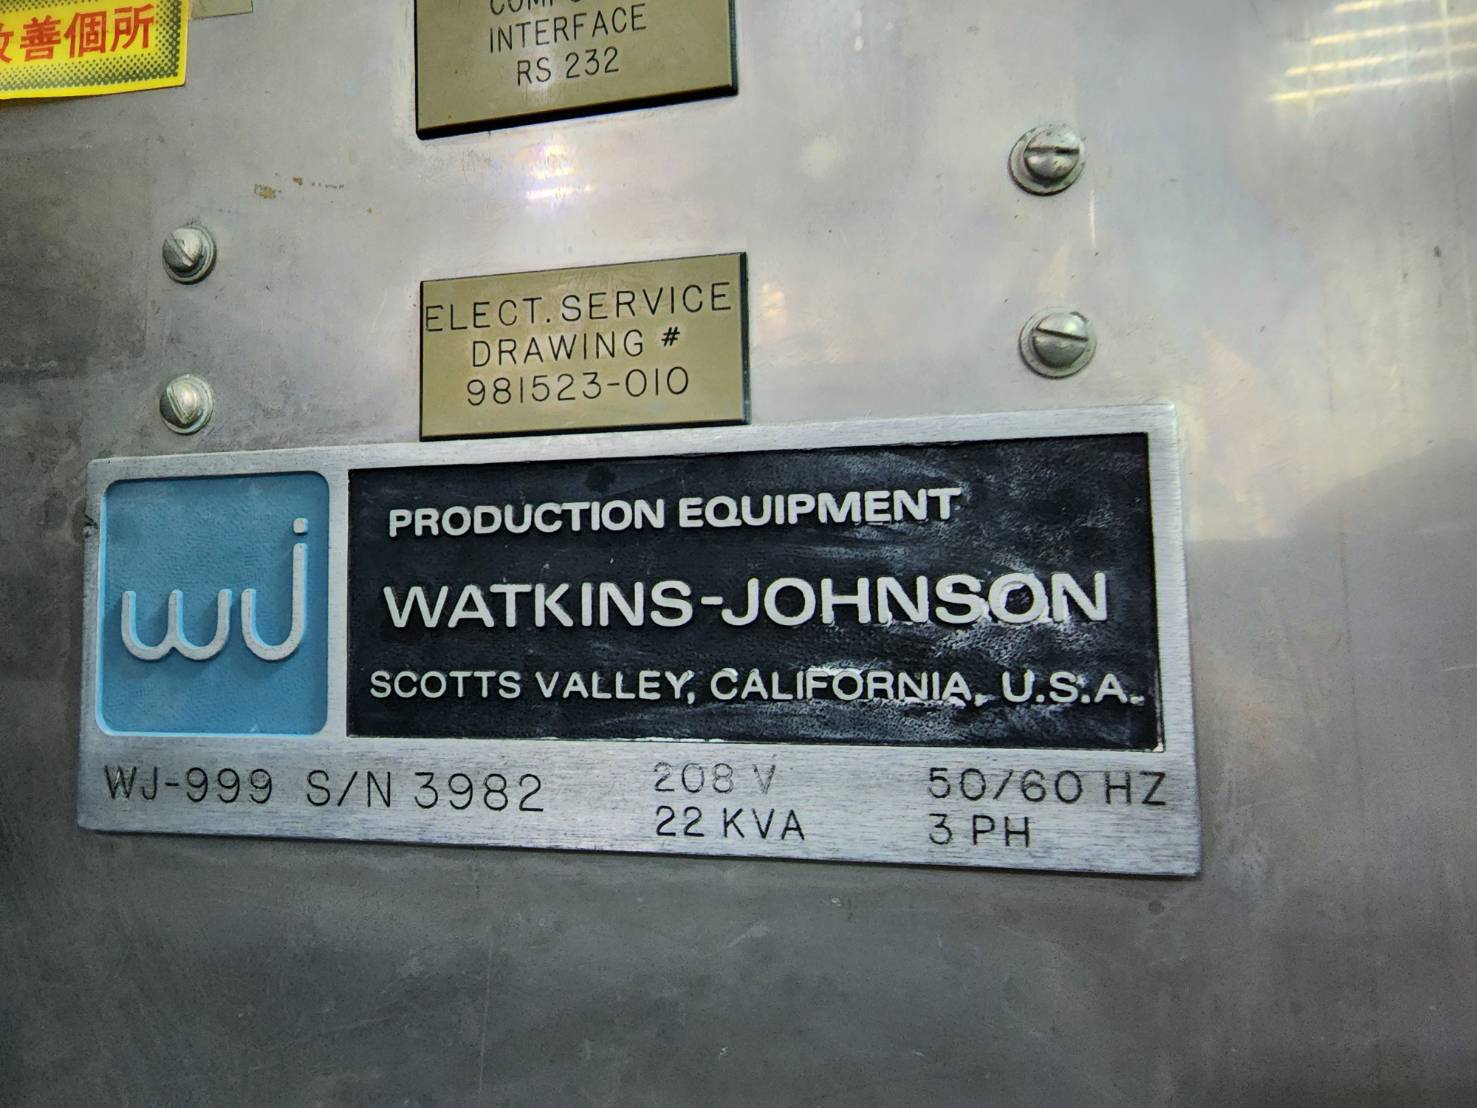 善個所
INTERFACE
RS 232
ELECT. SERVICE
DRAWING #
981523-010
wj
PRODUCTION EQUIPMENT
WATKINS-JOHNSON
SCOTTS VALLEY, CALIFORNIA, U.S.A.
WJ-999 S/N 3982 208 V 50/60 HZ
22 KVA 3 PH